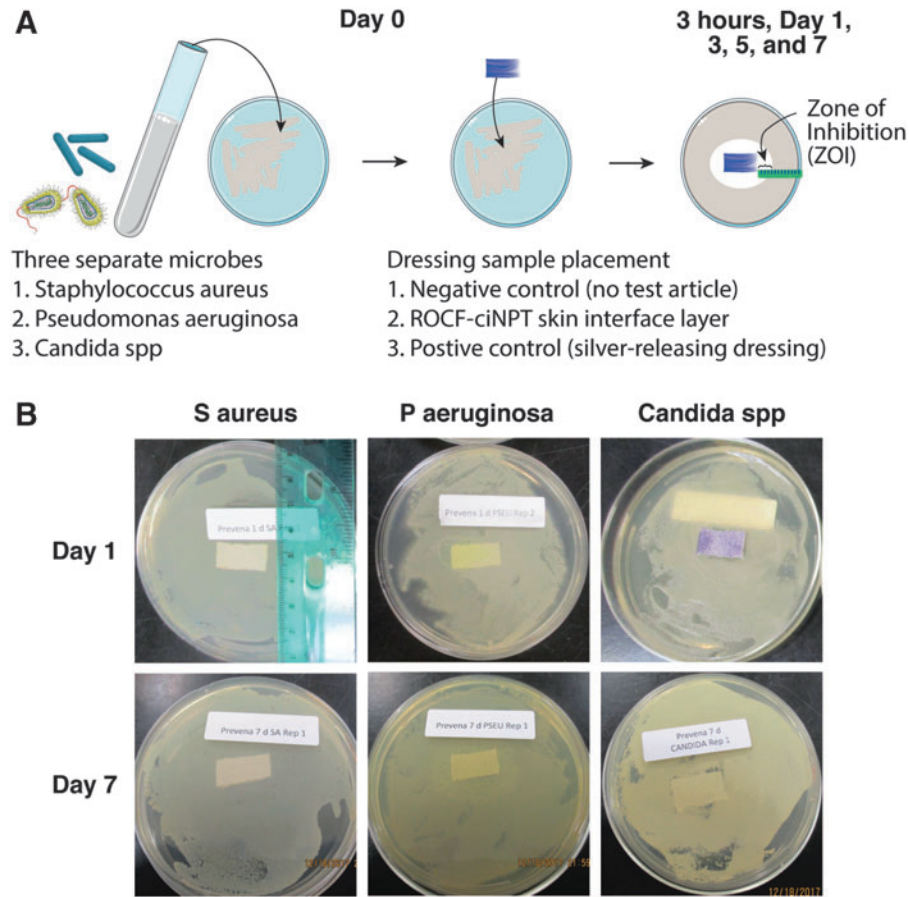 A
Day 0
3 hours, Day 1,
3, 5, and 7
Zone of
Inhibition
(ZOI)
Three separate microbes
1. Staphylococcus aureus
2. Pseudomonas aeruginosa
3. Candida spp
Dressing sample placement
1. Negative control (no test article)
2. ROCF-ciNPT skin interface layer
3. Postive control (silver-releasing dressing)
B
S aureus
P aeruginosa
Candida spp
Day 1
Prevena 1 d SA
Prevena 1 d PSEU Rep 2
Day 7
Prevena 7 d SA Rep 1
Prevena 7 d PSEU Rep 1
Prevena 7 d
CANDIDA Rep 1
12/18/2017